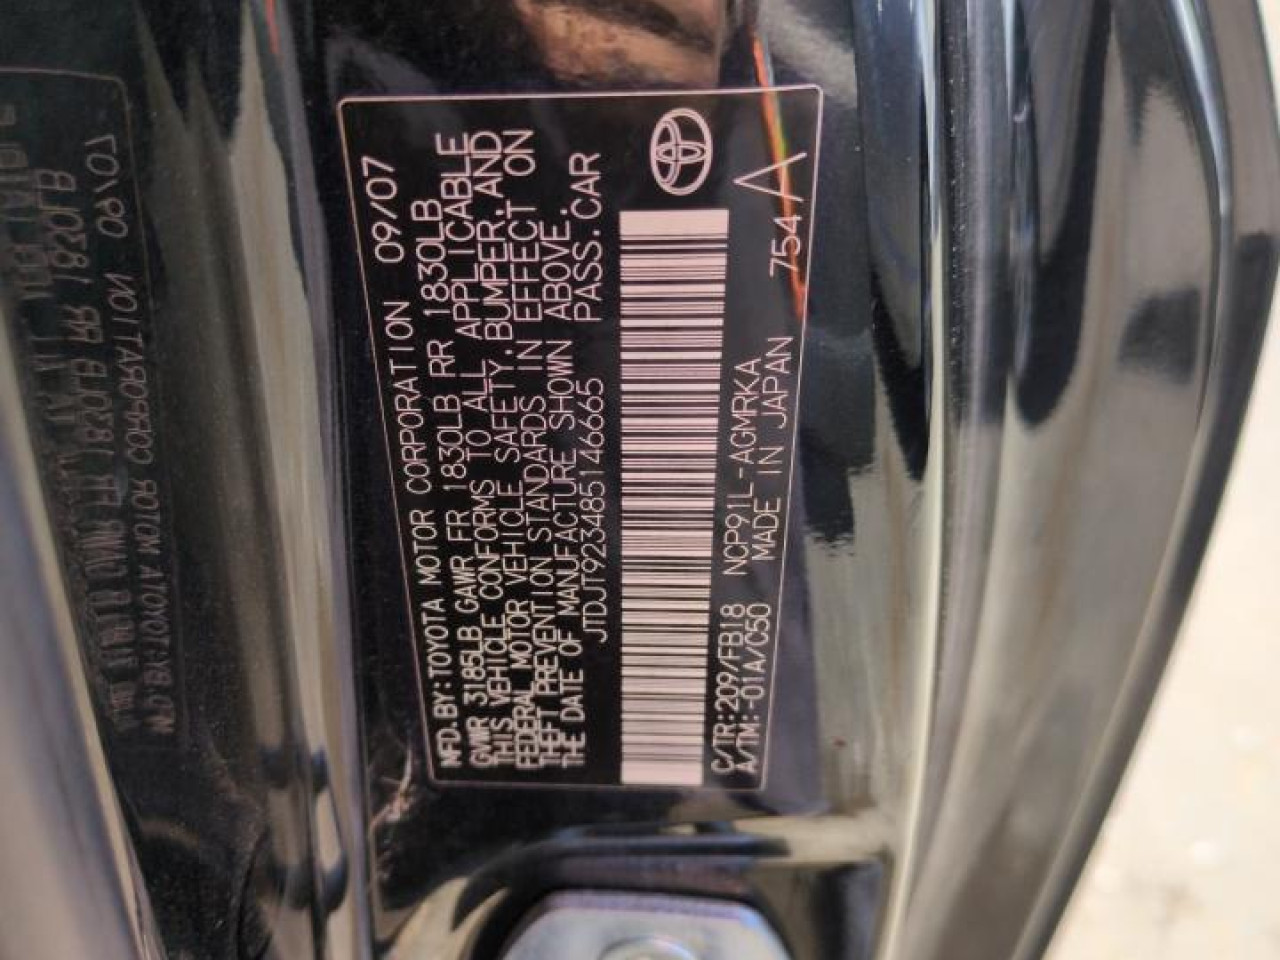 MFD.BY:TOYOTA MOTOR CORPORATION 09/07
GVWR 3185LB GAWR FR 1830LB RR 1830LB
THIS VEHICLE CONFORMS TO ALL APPLICABLE
FEDERAL MOTOR VEHICLE SAFETY,BUMPER,AND
THEFT PREVENTION STANDARDS IN EFFECT ON
THE DATE OF MANUFACTURE SHOWN ABOVE.
JTDJT923485146665 PASS.CAR
C/TR:209/FB18 NCP91L-AGMRKA
A/TM:-01A/C50 MADE IN JAPAN 754A